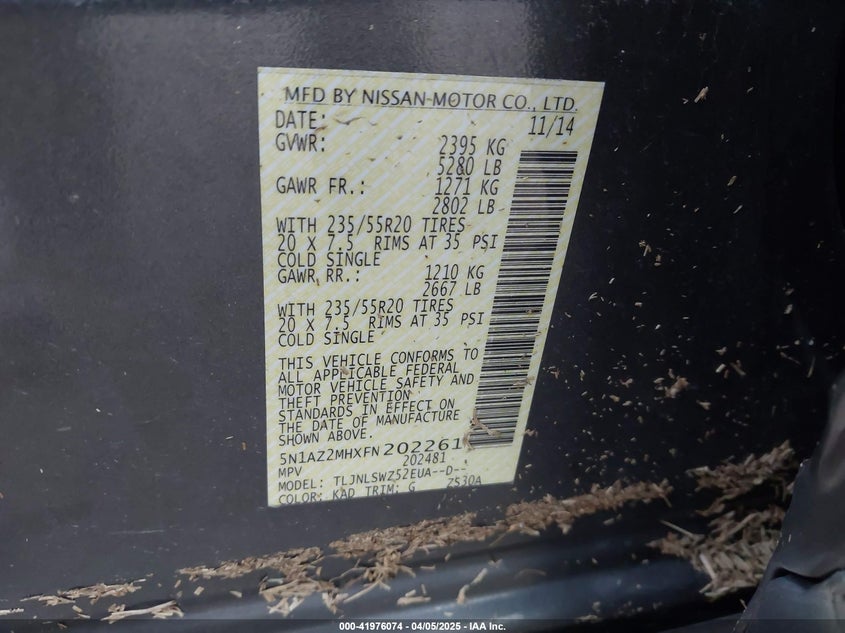 MFD BY NISSAN MOTOR CO., LTD.
DATE: 11/14
GVWR: 2395 KG
5280 LB
GAWR FR.: 1271 KG
2802 LB
WITH 235/55R20 TIRES
20 X 7.5 RIMS AT 35 PSI
COLD SINGLE
GAWR RR.: 1210 KG
2667 LB
WITH 235/55R20 TIRES
20 X 7.5 RIMS AT 35 PSI
COLD SINGLE
THIS VEHICLE CONFORMS TO
ALL APPLICABLE FEDERAL
MOTOR VEHICLE SAFETY AND
THEFT PREVENTION
STANDARDS IN EFFECT ON
THE DATE OF MANUFACTURE
SHOWN ABOVE.
5N1AZ2MHXFN202261
MPV 202481
MODEL: TLJNLSWZ52EUA--D--
COLOR: KAD TRIM: G Z530A
000-41976074 - 04/05/2025 - IAA Inc.